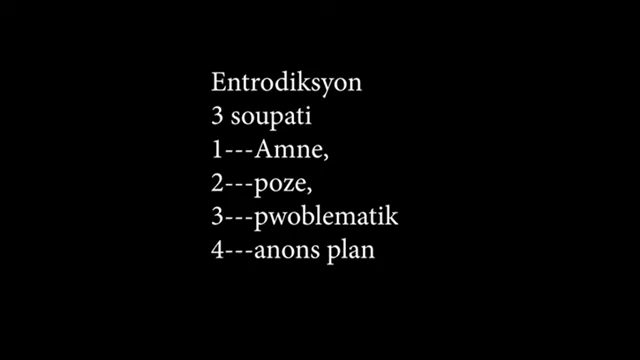 Entrodiksyon
3 soupati
1---Amne,
2---poze,
3---pwoblematik
4---anons plan